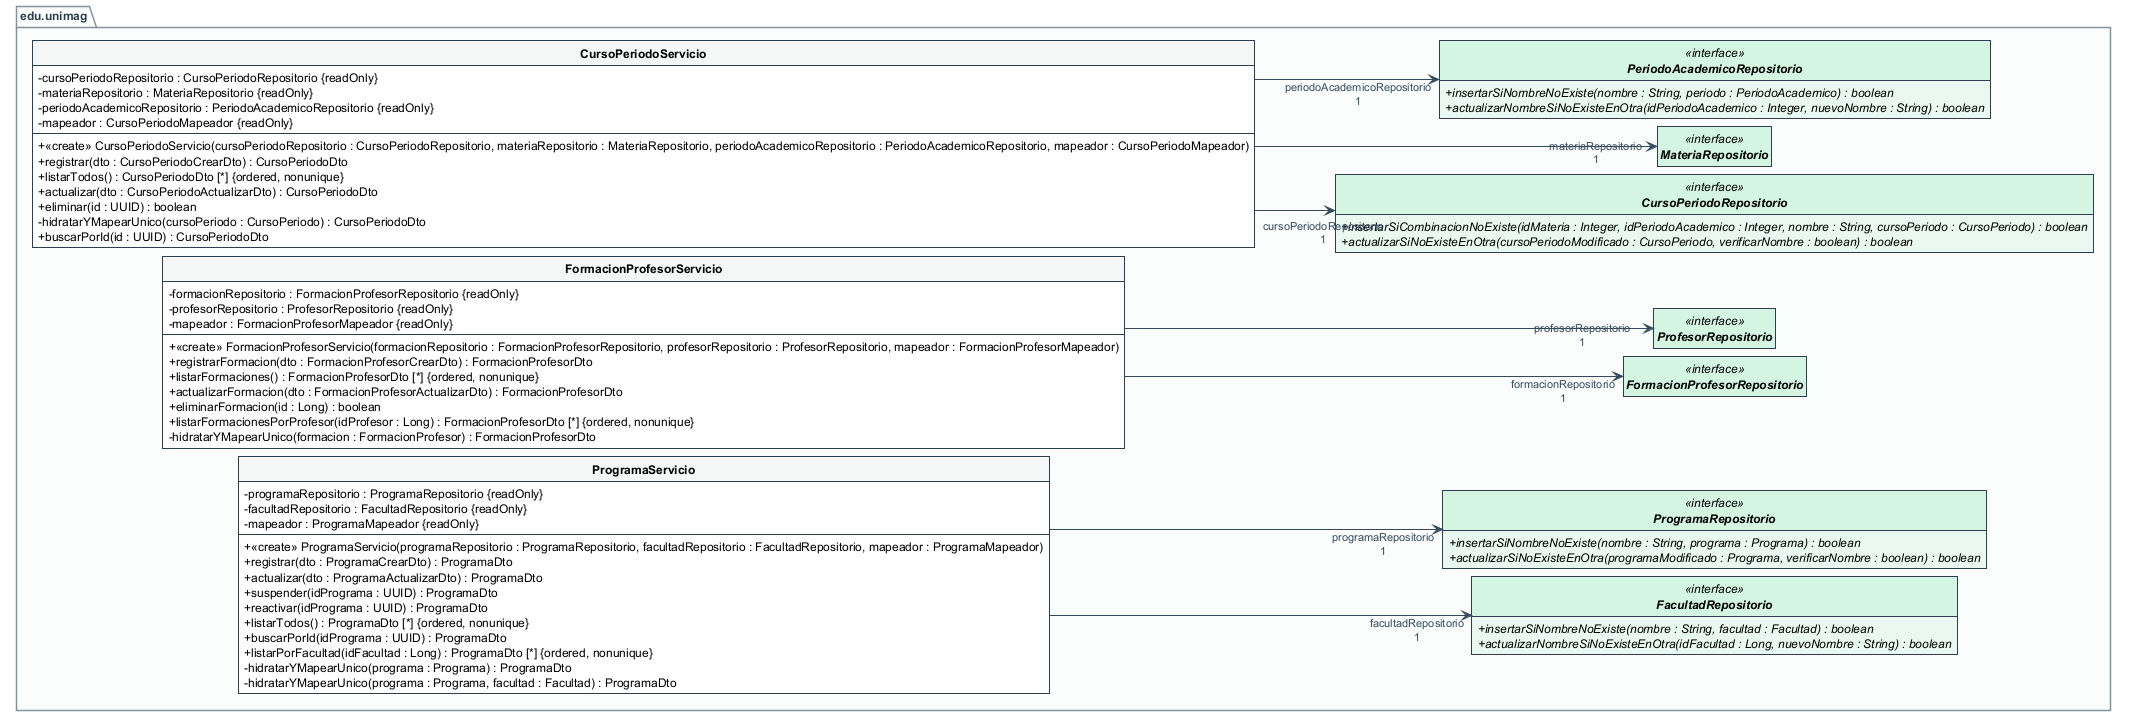 edu.unimag
CursoPeriodoServicio
-cursoPeriodoRepositorio : CursoPeriodoRepositorio {readOnly}
-materiaRepositorio : MateriaRepositorio {readOnly}
-periodoAcademicoRepositorio : PeriodoAcademicoRepositorio {readOnly}
-mapeador : CursoPeriodoMapeador {readOnly}
+«create» CursoPeriodoServicio(cursoPeriodoRepositorio : CursoPeriodoRepositorio, materiaRepositorio : MateriaRepositorio, periodoAcademicoRepositorio : PeriodoAcademicoRepositorio, mapeador : CursoPeriodoMapeador)
+registrar(dto : CursoPeriodoCrearDto) : CursoPeriodoDto
+listarTodos() : CursoPeriodoDto [*] {ordered, nonunique}
+actualizar(dto : CursoPeriodoActualizarDto) : CursoPeriodoDto
+eliminar(id : UUID) : boolean
-hidratarYMapearUnico(cursoPeriodo : CursoPeriodo) : CursoPeriodoDto
+buscarPorId(id : UUID) : CursoPeriodoDto
periodoAcademicoRepositorio
1
«interface»
PeriodoAcademicoRepositorio
+insertarSiNombreNoExiste(nombre : String, periodo : PeriodoAcademico) : boolean
+actualizarNombreSiNoExisteEnOtra(idPeriodoAcademico : Integer, nuevoNombre : String) : boolean
materiaRepositorio
1
«interface»
MateriaRepositorio
cursoPeriodoRepositorio
1
«interface»
CursoPeriodoRepositorio
+insertarSiCombinacionNoExiste(idMateria : Integer, idPeriodoAcademico : Integer, nombre : String, cursoPeriodo : CursoPeriodo) : boolean
+actualizarSiNoExisteEnOtra(cursoPeriodoModificado : CursoPeriodo, verificarNombre : boolean) : boolean
FormacionProfesorServicio
-formacionRepositorio : FormacionProfesorRepositorio {readOnly}
-profesorRepositorio : ProfesorRepositorio {readOnly}
-mapeador : FormacionProfesorMapeador {readOnly}
+«create» FormacionProfesorServicio(formacionRepositorio : FormacionProfesorRepositorio, profesorRepositorio : ProfesorRepositorio, mapeador : FormacionProfesorMapeador)
+registrarFormacion(dto : FormacionProfesorCrearDto) : FormacionProfesorDto
+listarFormaciones() : FormacionProfesorDto [*] {ordered, nonunique}
+actualizarFormacion(dto : FormacionProfesorActualizarDto) : FormacionProfesorDto
+eliminarFormacion(id : Long) : boolean
+listarFormacionesPorProfesor(idProfesor : Long) : FormacionProfesorDto [*] {ordered, nonunique}
-hidratarYMapearUnico(formacion : FormacionProfesor) : FormacionProfesorDto
profesorRepositorio
1
«interface»
ProfesorRepositorio
formacionRepositorio
1
«interface»
FormacionProfesorRepositorio
ProgramaServicio
-programaRepositorio : ProgramaRepositorio {readOnly}
-facultadRepositorio : FacultadRepositorio {readOnly}
-mapeador : ProgramaMapeador {readOnly}
+«create» ProgramaServicio(programaRepositorio : ProgramaRepositorio, facultadRepositorio : FacultadRepositorio, mapeador : ProgramaMapeador)
+registrar(dto : ProgramaCrearDto) : ProgramaDto
+actualizar(dto : ProgramaActualizarDto) : ProgramaDto
+suspender(idPrograma : UUID) : ProgramaDto
+reactivar(idPrograma : UUID) : ProgramaDto
+listarTodos() : ProgramaDto [*] {ordered, nonunique}
+buscarPorId(idPrograma : UUID) : ProgramaDto
+listarPorFacultad(idFacultad : Long) : ProgramaDto [*] {ordered, nonunique}
-hidratarYMapearUnico(programa : Programa) : ProgramaDto
-hidratarYMapearUnico(programa : Programa, facultad : Facultad) : ProgramaDto
programaRepositorio
1
«interface»
ProgramaRepositorio
+insertarSiNombreNoExiste(nombre : String, programa : Programa) : boolean
+actualizarSiNoExisteEnOtra(programaModificado : Programa, verificarNombre : boolean) : boolean
facultadRepositorio
1
«interface»
FacultadRepositorio
+insertarSiNombreNoExiste(nombre : String, facultad : Facultad) : boolean
+actualizarNombreSiNoExisteEnOtra(idFacultad : Long, nuevoNombre : String) : boolean